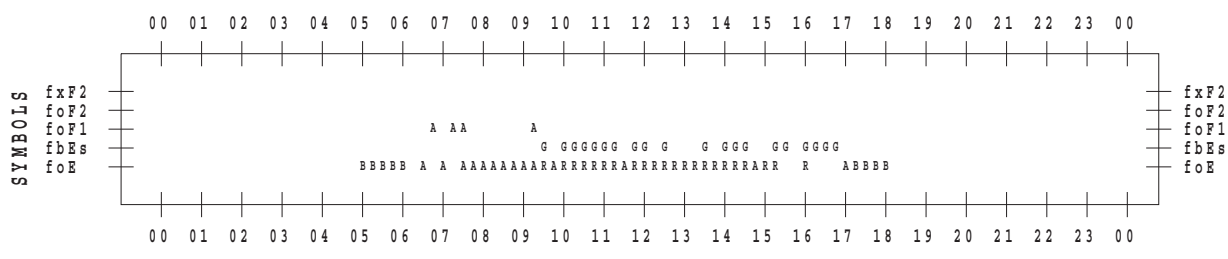 00 01 02 03 04 05 06 07 08 09 10 11 12 13 14 15 16 17 18 19 20 21 22 23 00
SYMBOLS
fxF2 fxF2
foF2 foF2
foF1 A AA A foF1
fbEs G GGGGGG GG G G GGG GG GGGG fbEs
foE BBBBB A A AAAAAAAARARRRRRRARRRRRRRRRRRRARR R ABBBB foE
00 01 02 03 04 05 06 07 08 09 10 11 12 13 14 15 16 17 18 19 20 21 22 23 00